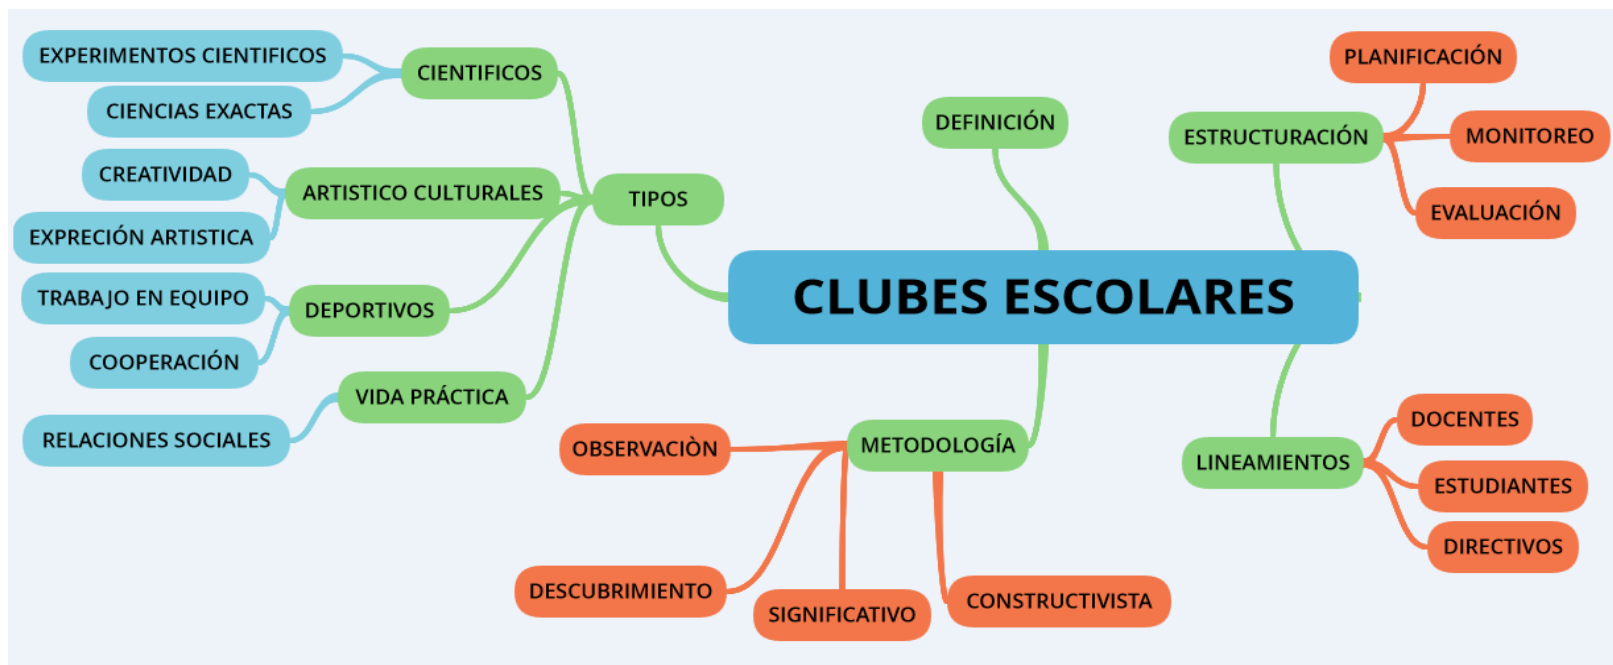 EXPERIMENTOS CIENTIFICOS
CIENCIAS EXACTAS
CIENTIFICOS
CREATIVIDAD
EXPRECIÓN ARTISTICA
ARTISTICO CULTURALES
TRABAJO EN EQUIPO
COOPERACIÓN
DEPORTIVOS
RELACIONES SOCIALES
VIDA PRÁCTICA
TIPOS
DEFINICIÓN
CLUBES ESCOLARES
ESTRUCTURACIÓN
PLANIFICACIÓN
MONITOREO
EVALUACIÓN
METODOLOGÍA
OBSERVACIÒN
DESCUBRIMIENTO
SIGNIFICATIVO
CONSTRUCTIVISTA
LINEAMIENTOS
DOCENTES
ESTUDIANTES
DIRECTIVOS